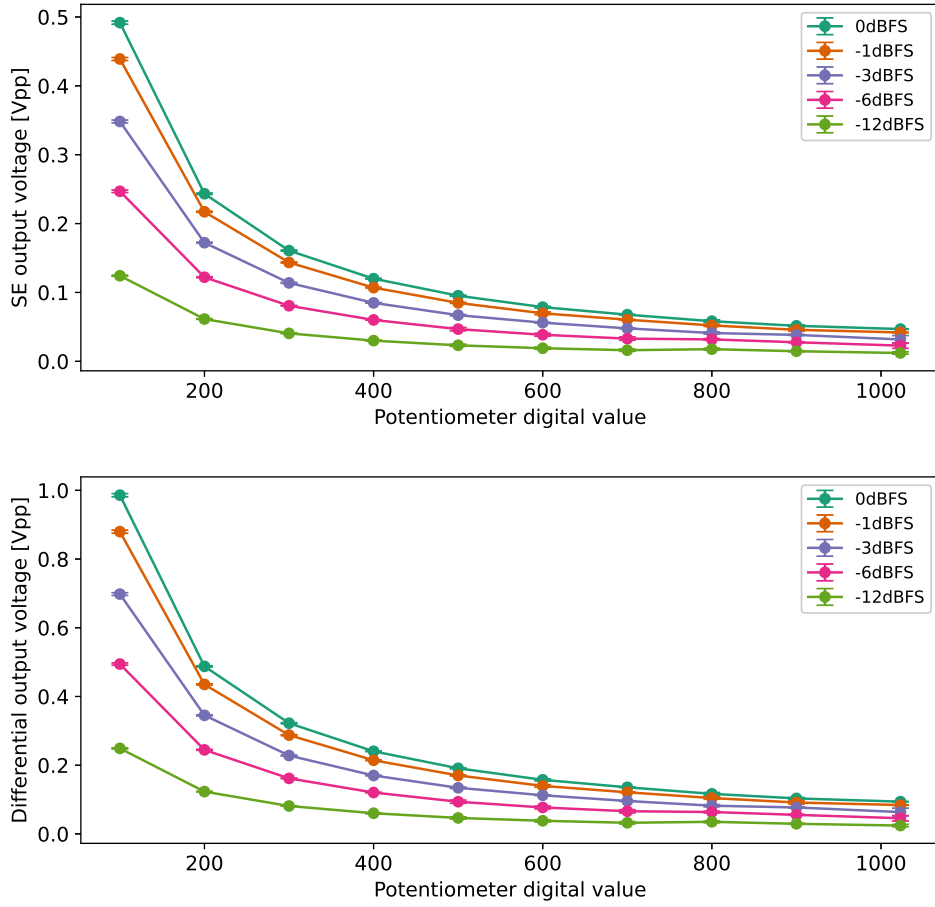 0.5
0.4
0.3
0.2
0.1
0.0
SE output voltage [Vpp]
0dBFS
-1dBFS
-3dBFS
-6dBFS
-12dBFS
200 400 600 800 1000
Potentiometer digital value
1.0
0.8
0.6
0.4
0.2
0.0
Differential output voltage [Vpp]
0dBFS
-1dBFS
-3dBFS
-6dBFS
-12dBFS
200 400 600 800 1000
Potentiometer digital value